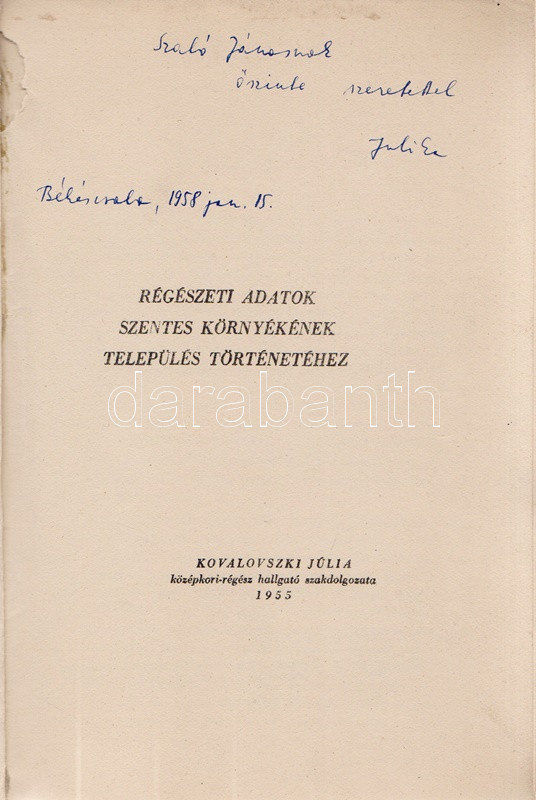 Szabó Jánosnak
őszinte szeretettel
Julika
Békéscsaba, 1958 jan. 15.
RÉGÉSZETI ADATOK
SZENTES KÖRNYÉKÉNEK
TELEPÜLÉS TÖRTÉNETÉHEZ
darabanth
KOVALOVSZKI JÚLIA
középkori-régész hallgató szakdolgozata
1955